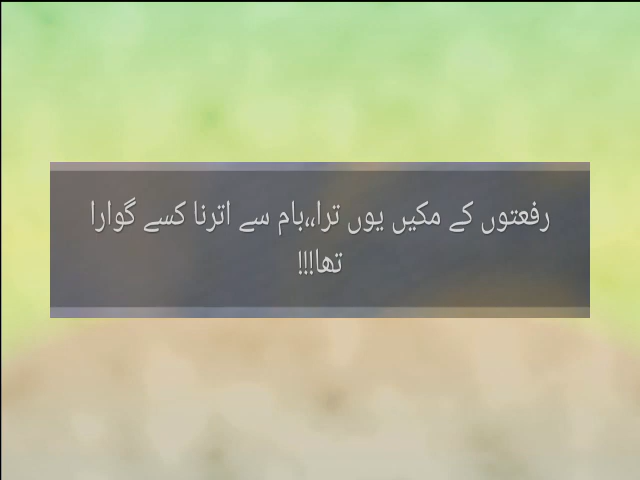 رفعتوں کے مکیں یوں ترا،،بام سے اترنا کسے گوارا
تھا!!!